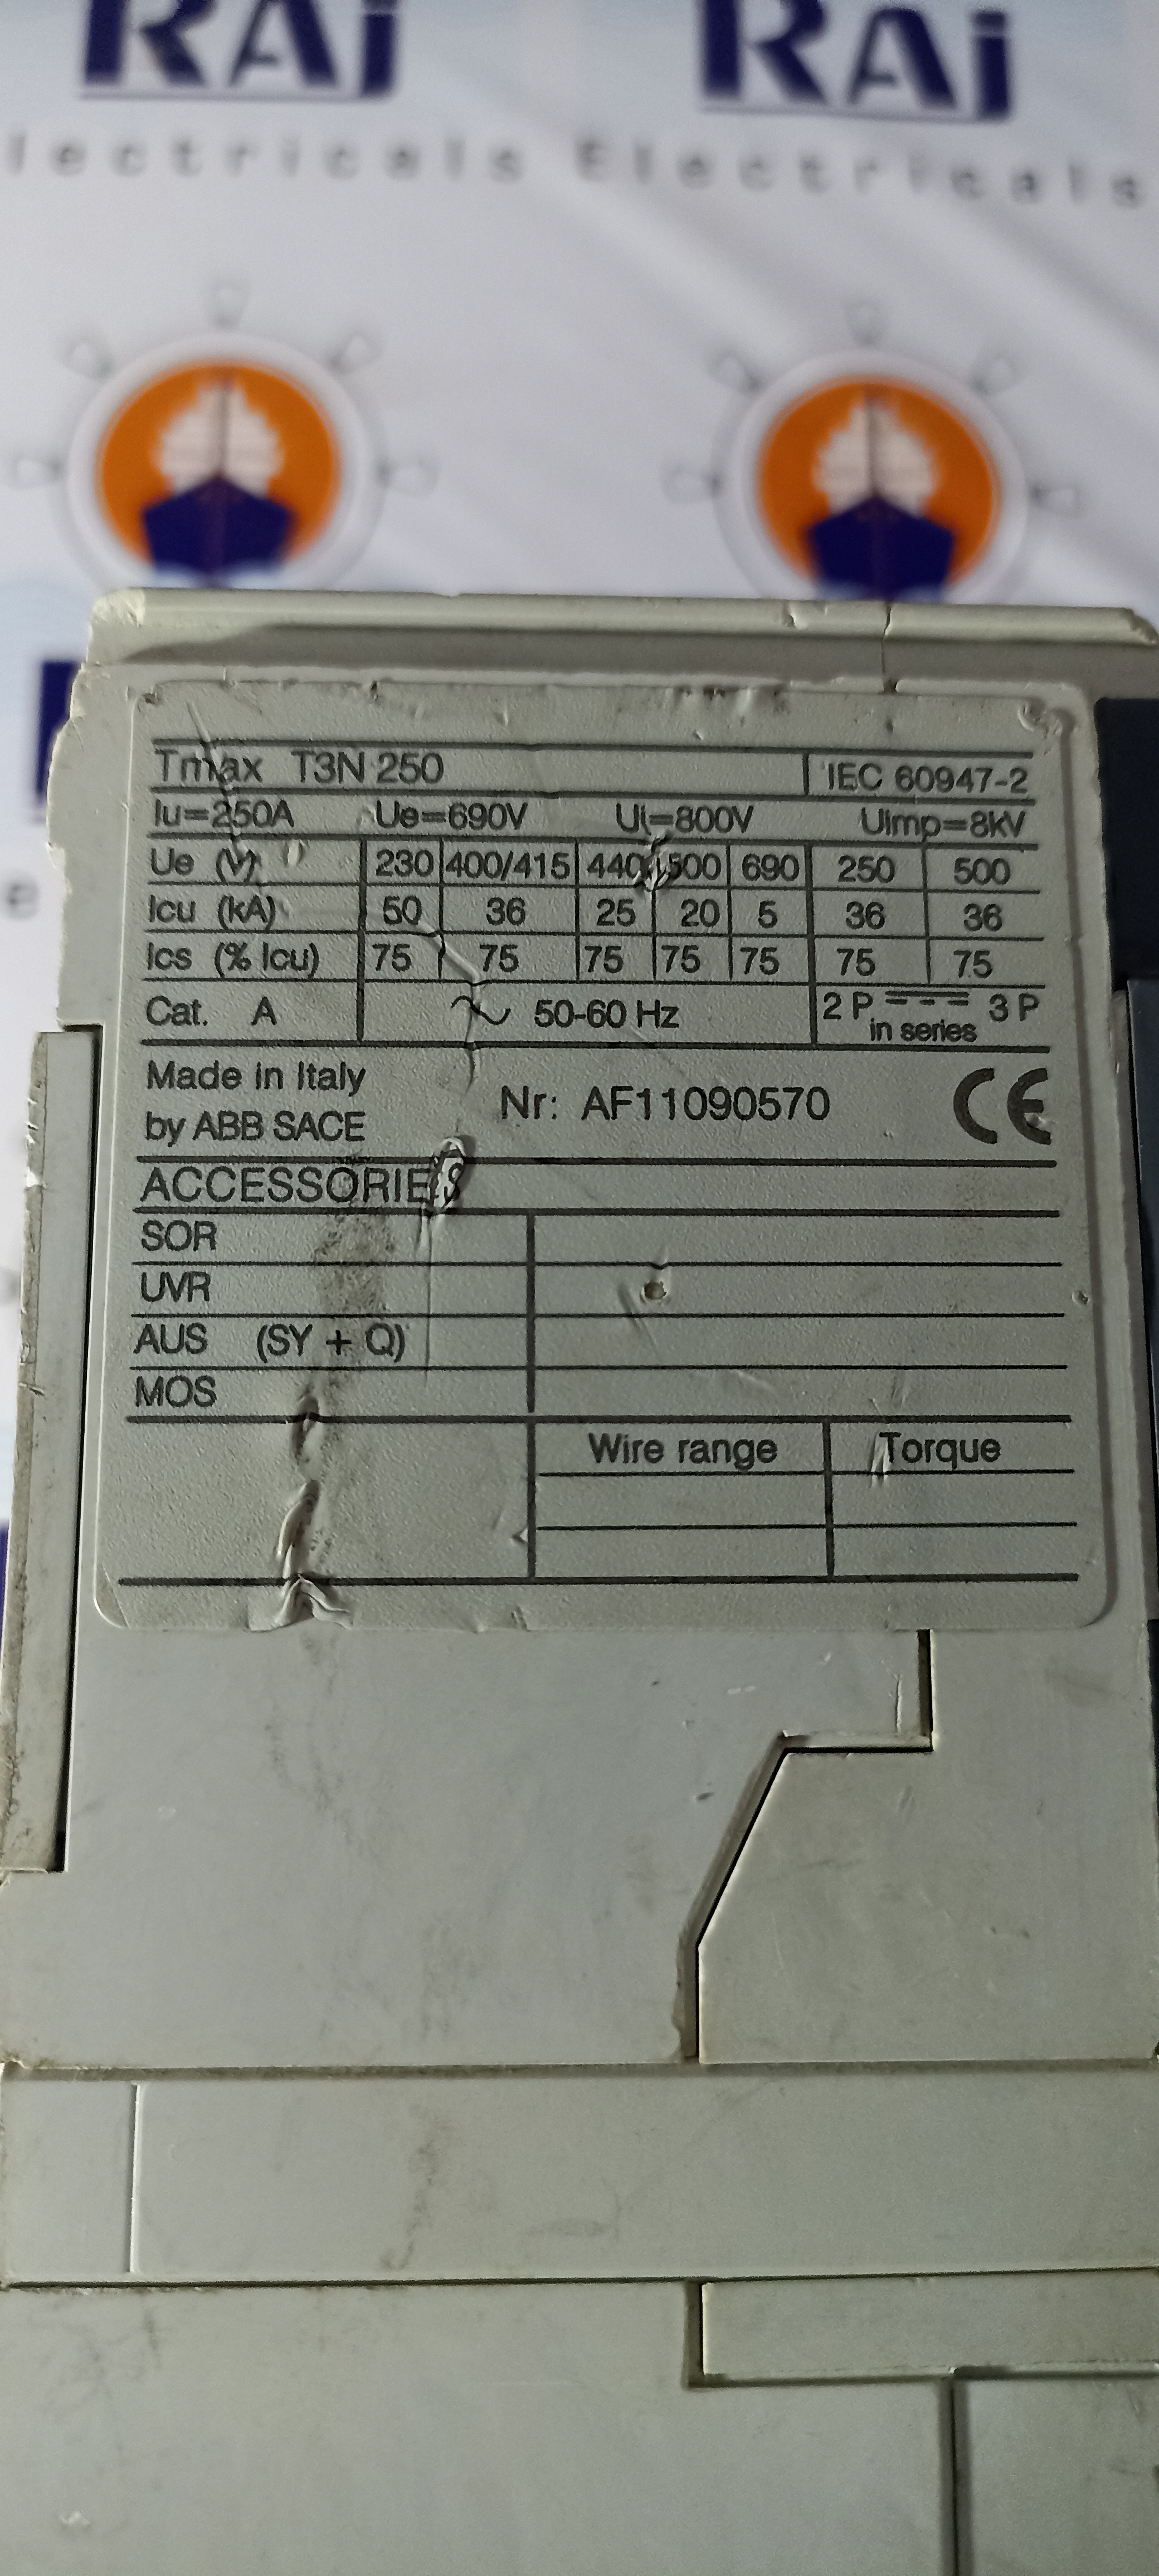 RAj RAj
lectricals Electricals
Tmax T3N 250 IEC 60947-2
Iu=250A Ue=690V Ui=800V Uimp=8kV
Ue (V) 230 400/415 440 500 690 250 500
Icu (kA) 50 36 25 20 5 36 36
Ics (% Icu) 75 75 75 75 75 75 75
Cat. A ~ 50-60 Hz 2 P 3 P
in series
Made in Italy
by ABB SACE
Nr: AF11090570 CE
ACCESSORIES
SOR
UVR
AUS (SY + Q)
MOS
Wire range Torque